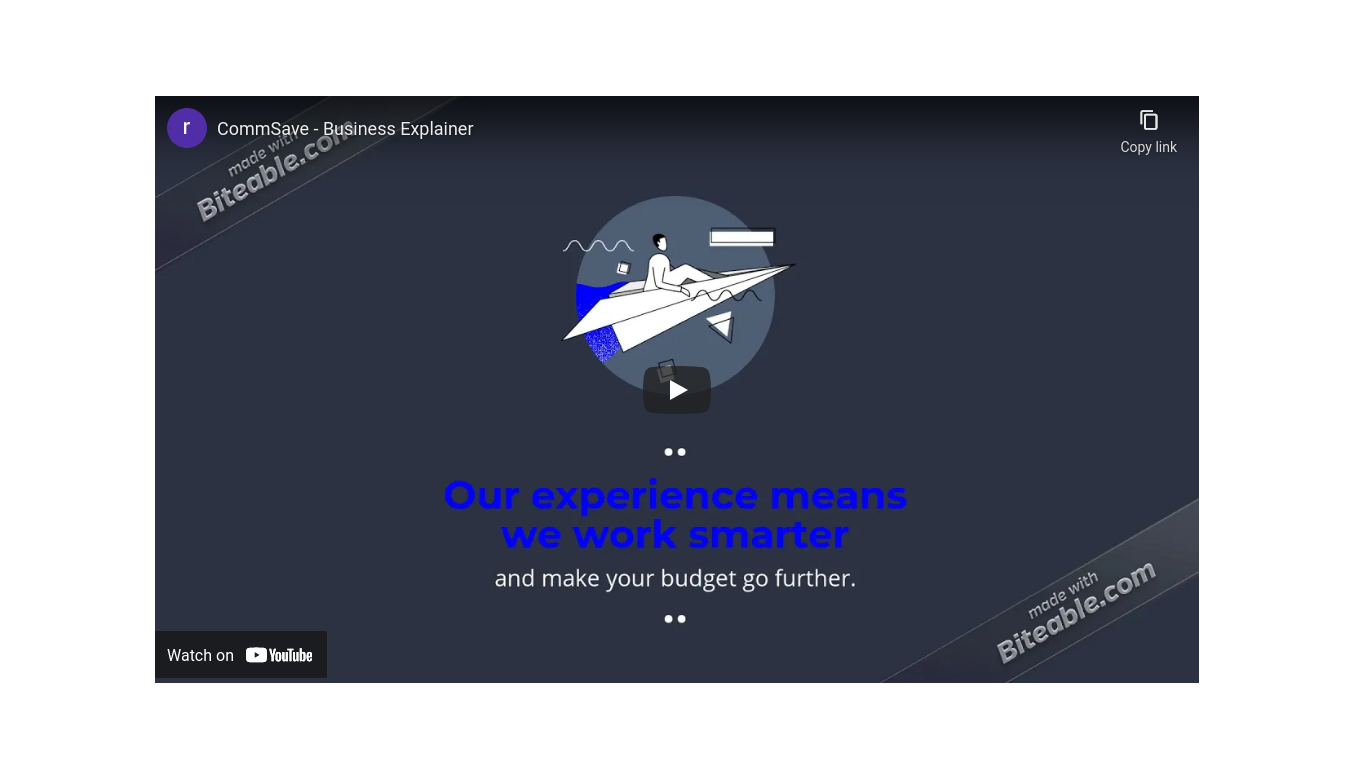 r
CommSave - Business Explainer
Copy link
made with
Biteable.com
Our experience means
we work smarter
and make your budget go further.
made with
Biteable.com
Watch on YouTube